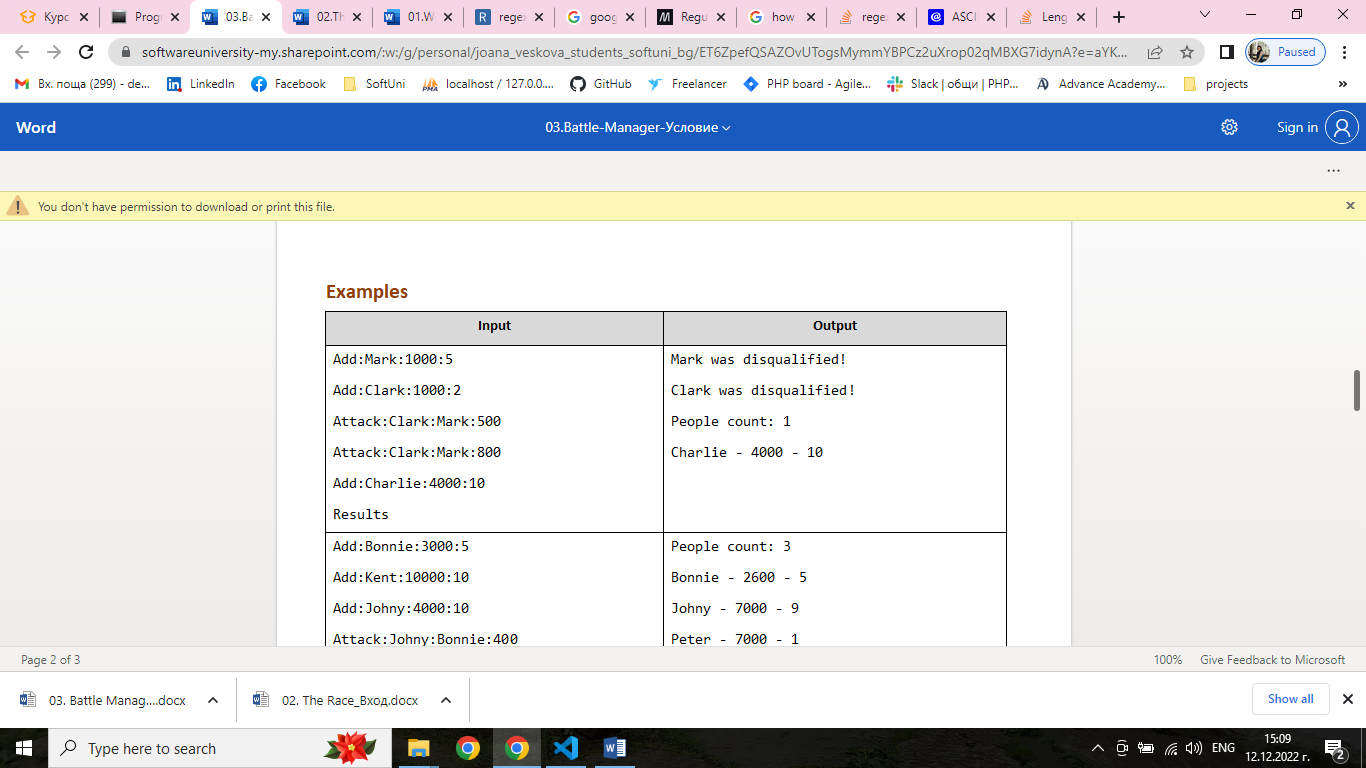 Курс
Progr
03.Ba
02.Th
01.W
regex
goog
Regu
how
regex
ASCI
Leng
softwareuniversity-my.sharepoint.com/:w:/g/personal/joana_veskova_students_softuni_bg/ET6ZpefQSAZOvUTogsMymmYBPCz2uXrop02qMBXG7idynA?e=aYK...
Paused
Вх. поща (299) - de...
LinkedIn
Facebook
SoftUni
localhost / 127.0.0....
GitHub
Freelancer
PHP board - Agile...
Slack | общи | PHP...
Advance Academy...
projects
»
Word
03.Battle-Manager-Условие
Sign in
...
You don't have permission to download or print this file.
Examples
Input Output
Add:Mark:1000:5
Add:Clark:1000:2
Attack:Clark:Mark:500
Attack:Clark:Mark:800
Add:Charlie:4000:10
Results
Mark was disqualified!
Clark was disqualified!
People count: 1
Charlie - 4000 - 10
Add:Bonnie:3000:5
Add:Kent:10000:10
Add:Johny:4000:10
Attack:Johny:Bonnie:400
People count: 3
Bonnie - 2600 - 5
Johny - 7000 - 9
Peter - 7000 - 1
Page 2 of 3
100% Give Feedback to Microsoft
03. Battle Manag....docx
02. The Race_Вход.docx
Show all
Type here to search
ENG
15:09
12.12.2022 г.
2